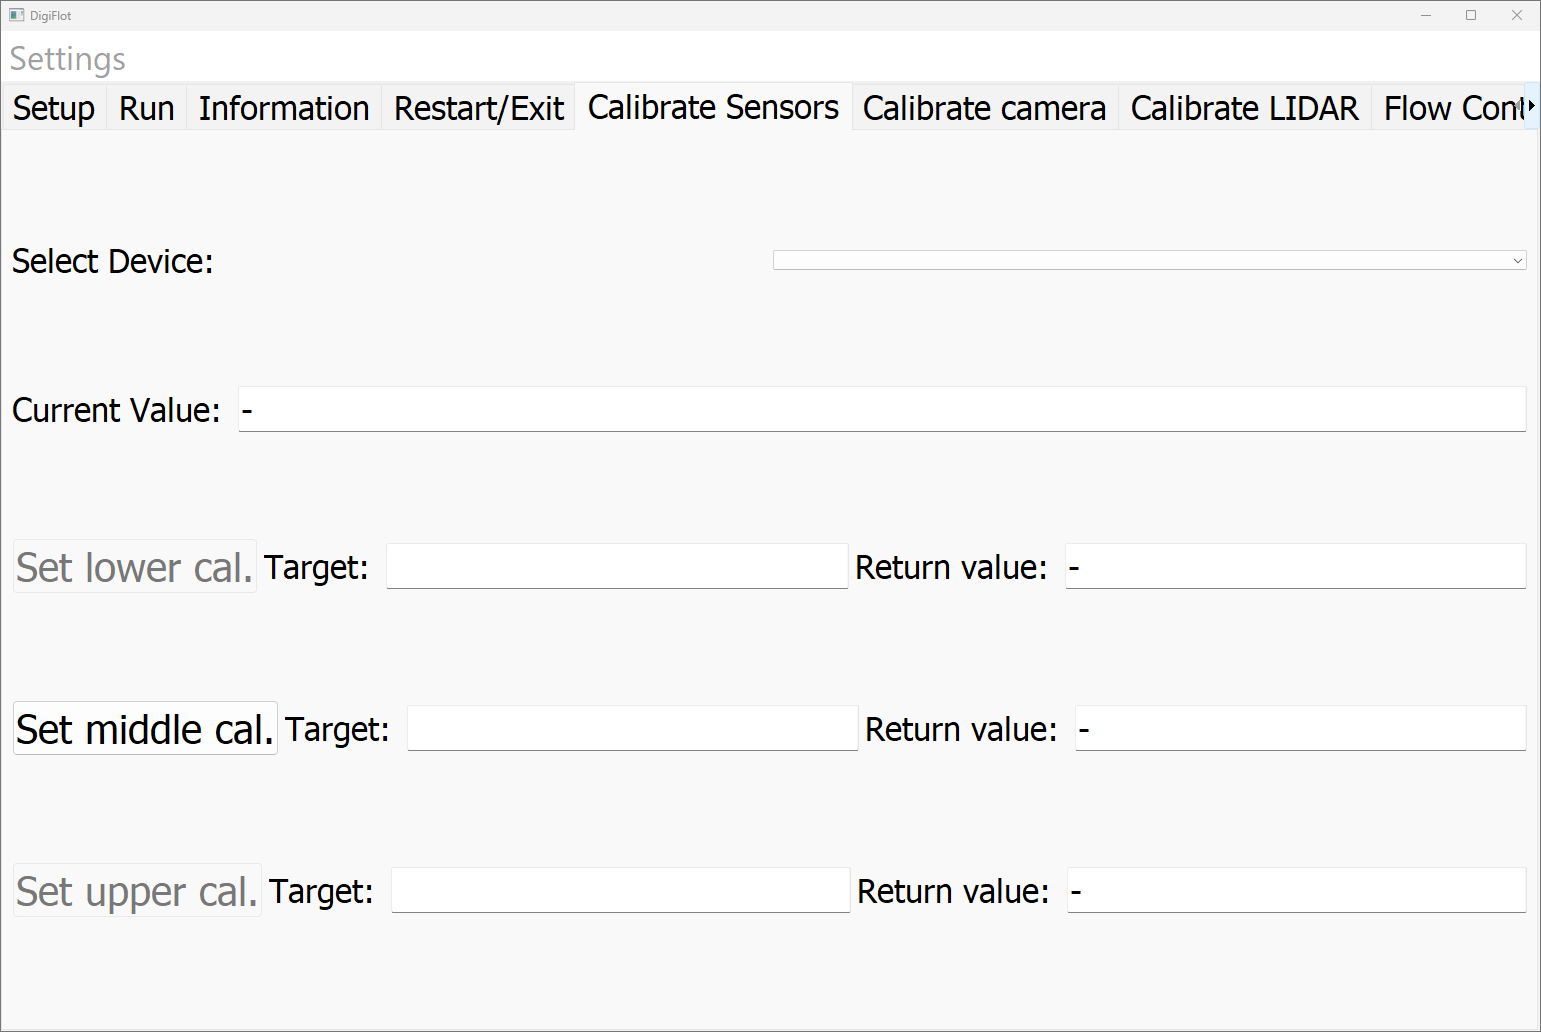 DigiFlot
Settings
Setup Run Information Restart/Exit Calibrate Sensors Calibrate camera Calibrate LIDAR Flow Cont
Select Device:
Current Value: -
Set lower cal. Target: Return value: -
Set middle cal. Target: Return value: -
Set upper cal. Target: Return value: -